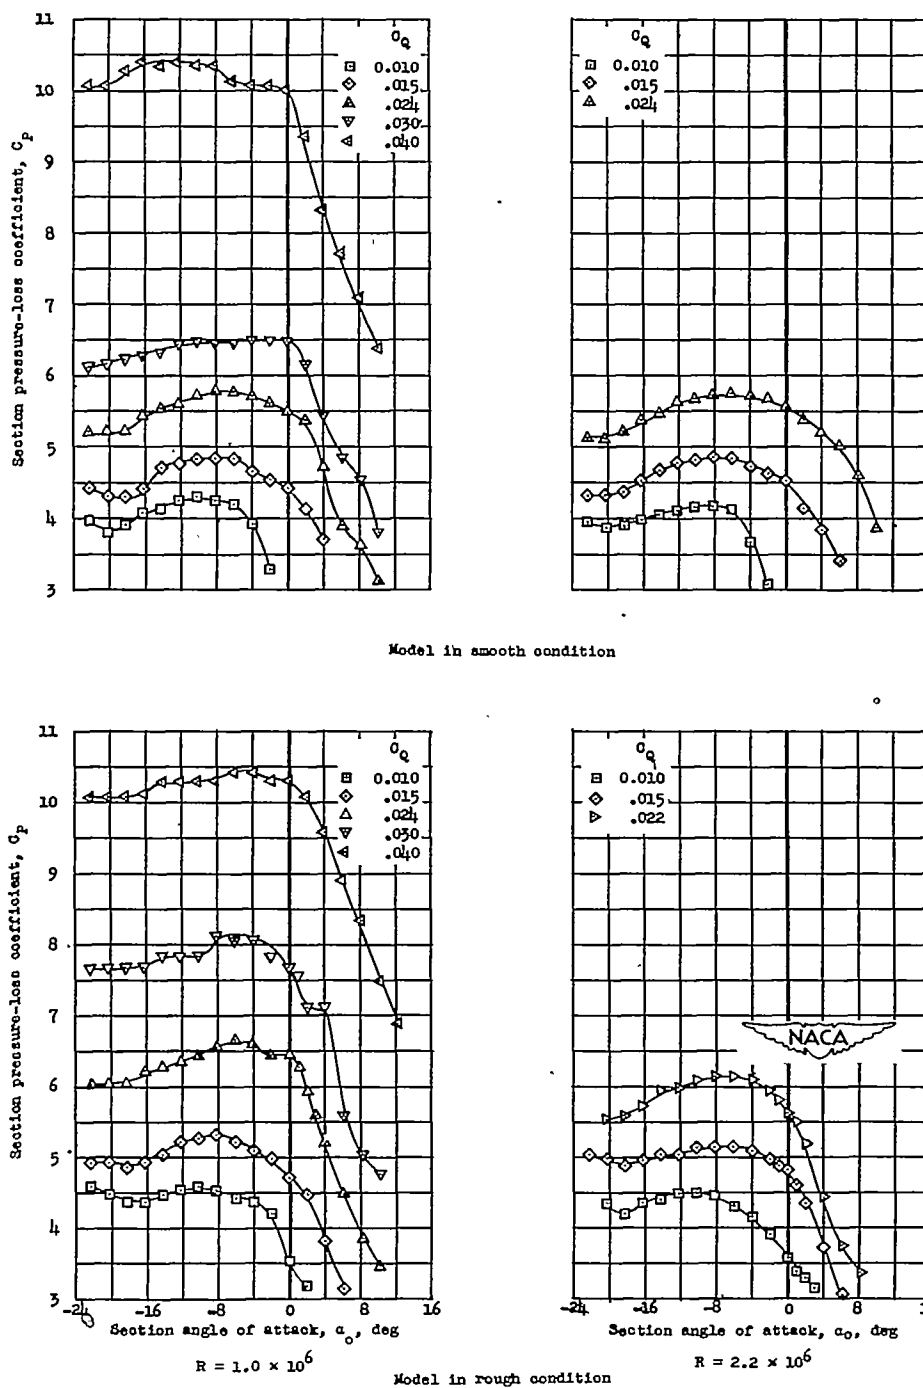 11
10
9
8
7
6
5
4
3
Section pressure-loss coefficient, C_p
C_Q
0.010
.015
.024
.030
.040
C_Q
0.010
.015
.024
Model in smooth condition
11
10
9
8
7
6
5
4
3
Section pressure-loss coefficient, C_p
C_Q
0.010
.015
.024
.030
.040
C_Q
0.010
.015
.022
NACA
-24 -16 -8 0 8 16
Section angle of attack, α_o, deg
R = 1.0 × 10^6
-24 -16 -8 0 8
Section angle of attack, α_o, deg
R = 2.2 × 10^6
Model in rough condition